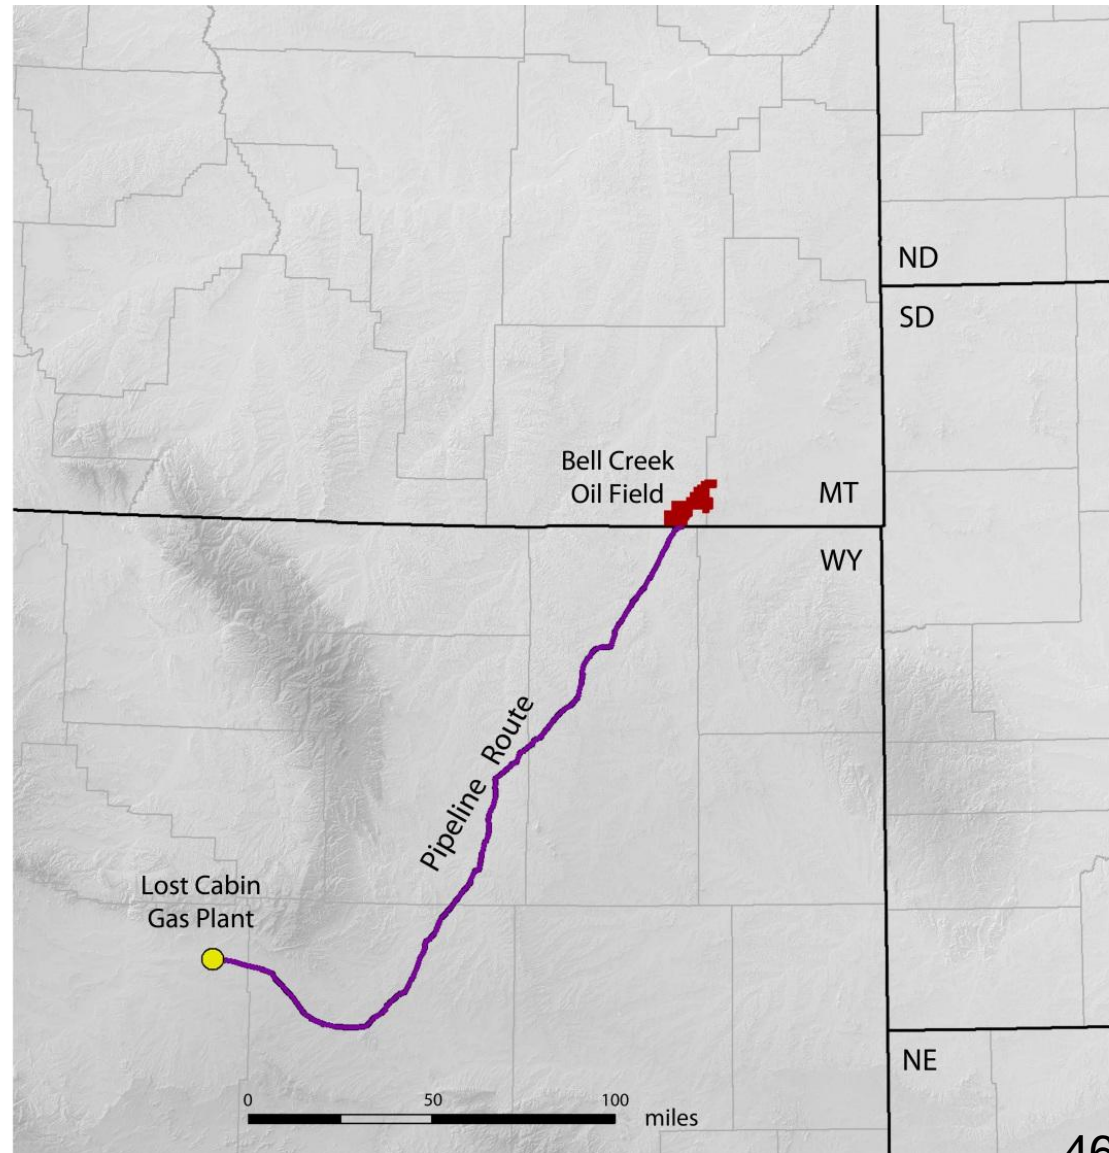 ND
SD
Bell Creek
Oil Field
MT
WY
Pipeline Route
Lost Cabin
Gas Plant
0 50 100
miles
NE
46